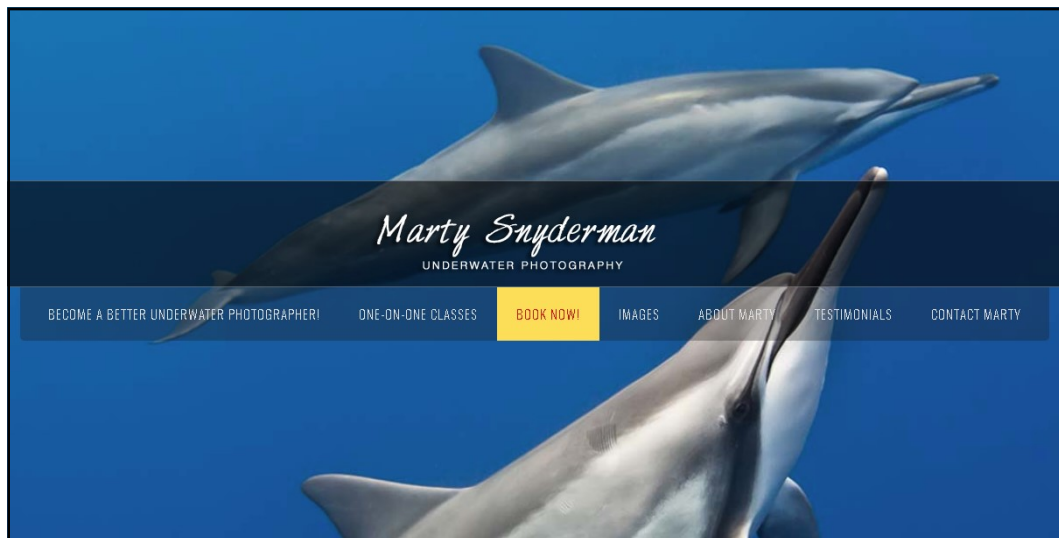 Marty Snyderman
UNDERWATER PHOTOGRAPHY
BECOME A BETTER UNDERWATER PHOTOGRAPHER! ONE-ON-ONE CLASSES BOOK NOW! IMAGES ABOUT MARTY TESTIMONIALS CONTACT MARTY